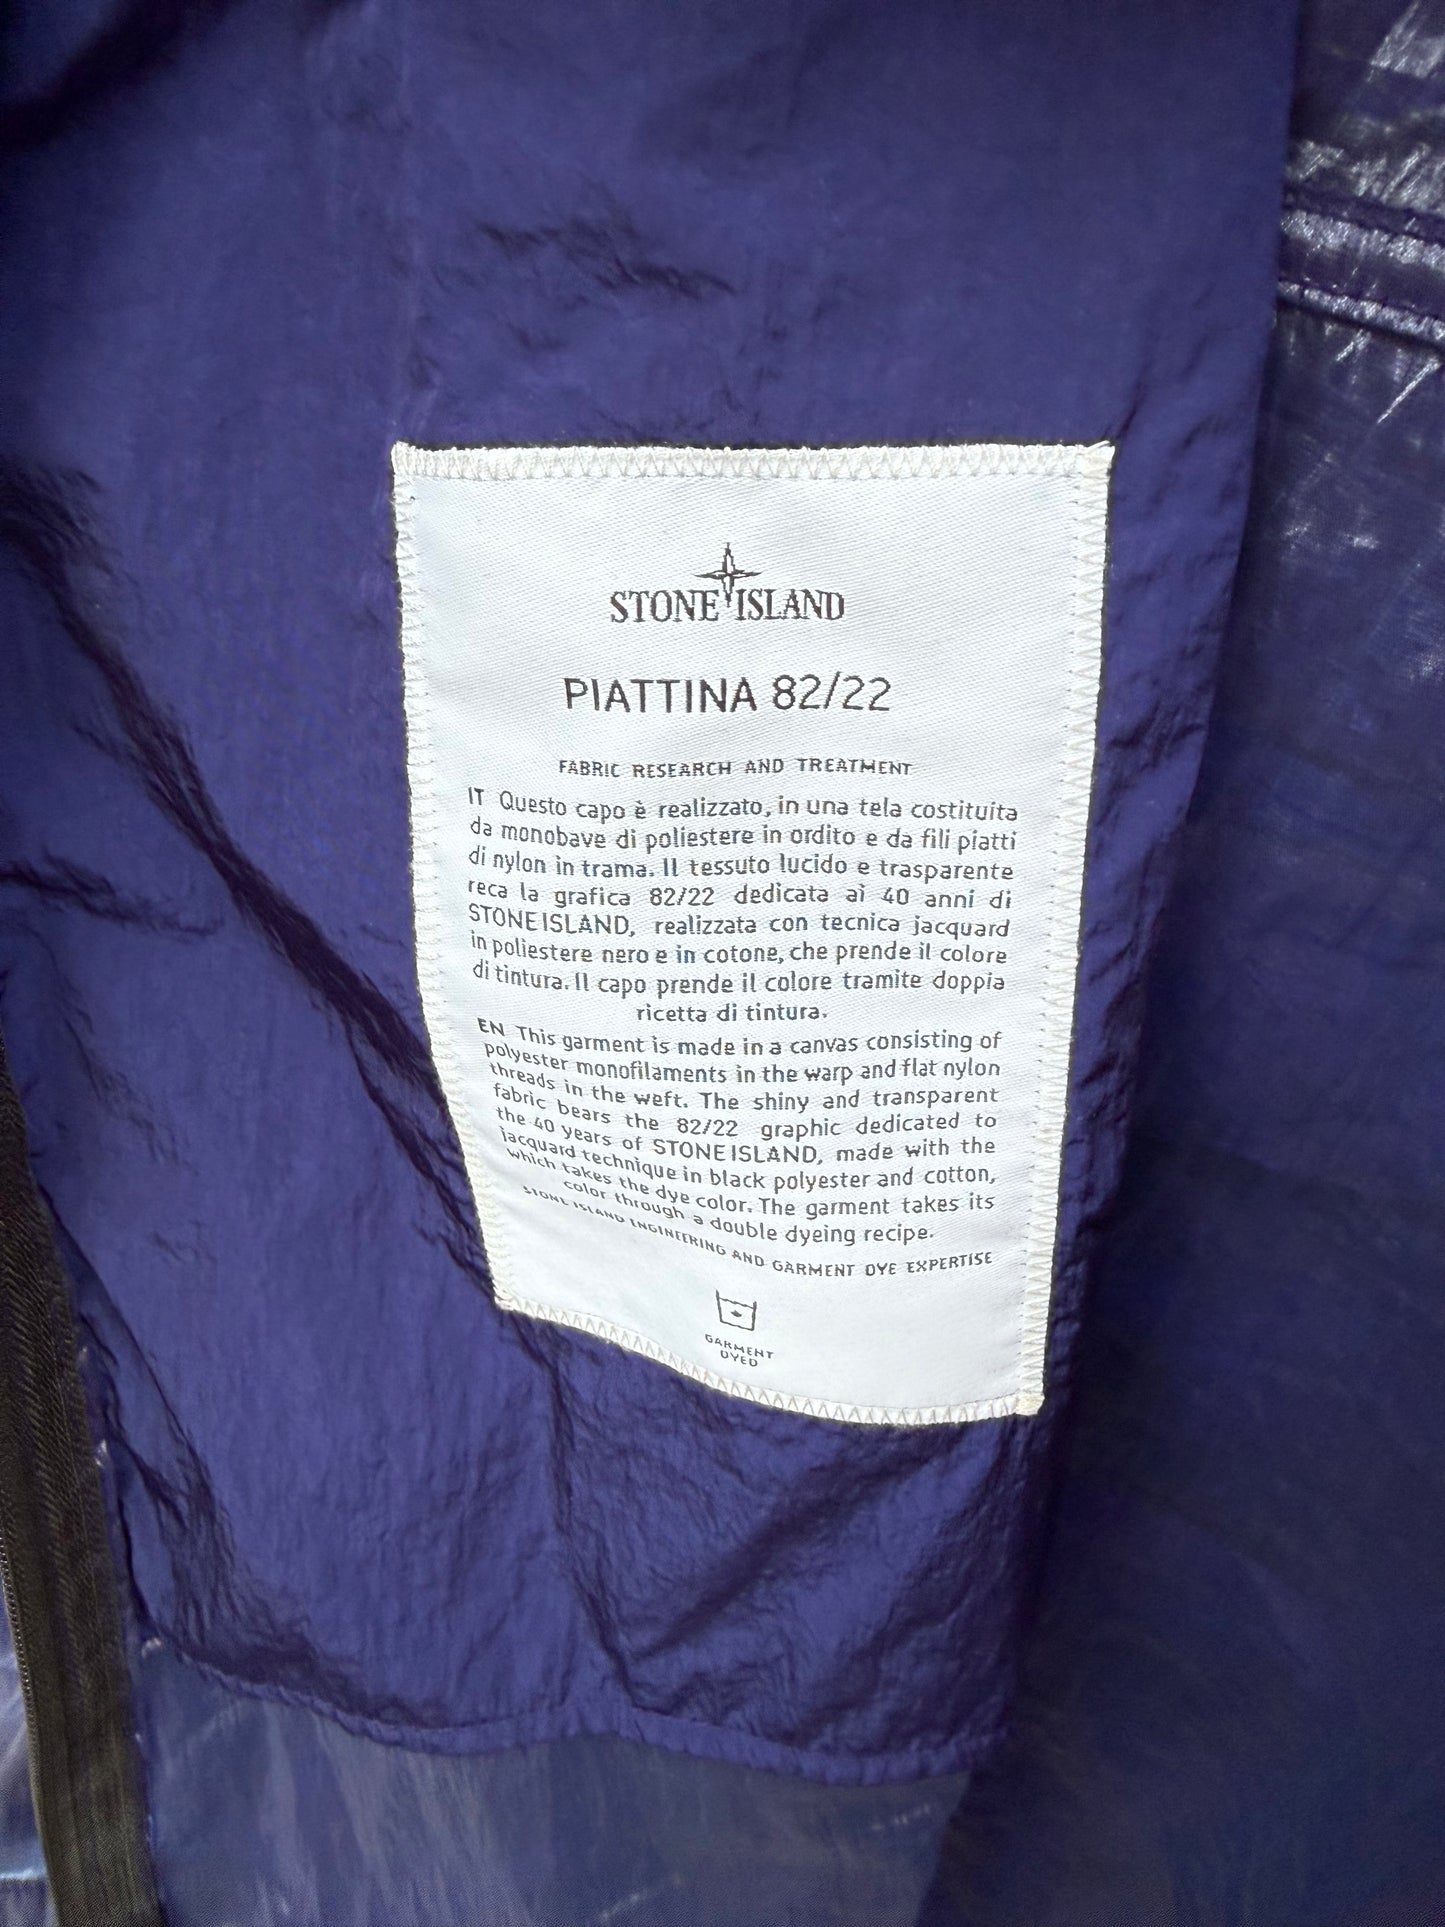 STONE ISLAND
PIATTINA 82/22
FABRIC RESEARCH AND TREATMENT
IT Questo capo è realizzato, in una tela costituita
da monobave di poliestere in ordito e da fili piatti
di nylon in trama. Il tessuto lucido e trasparente
reca la grafica 82/22 dedicata ai 40 anni di
STONE ISLAND, realizzata con tecnica jacquard
in poliestere nero e in cotone, che prende il colore
di tintura. Il capo prende il colore tramite doppia
ricetta di tintura.
EN This garment is made in a canvas consisting of
polyester monofilaments in the warp and flat nylon
threads in the weft. The shiny and transparent
fabric bears the 82/22 graphic dedicated to
the 40 years of STONE ISLAND, made with the
jacquard technique in black polyester and cotton,
which takes the dye color. The garment takes its
color through a double dyeing recipe.
STONE ISLAND ENGINEERING AND GARMENT DYE EXPERTISE
GARMENT
DYED